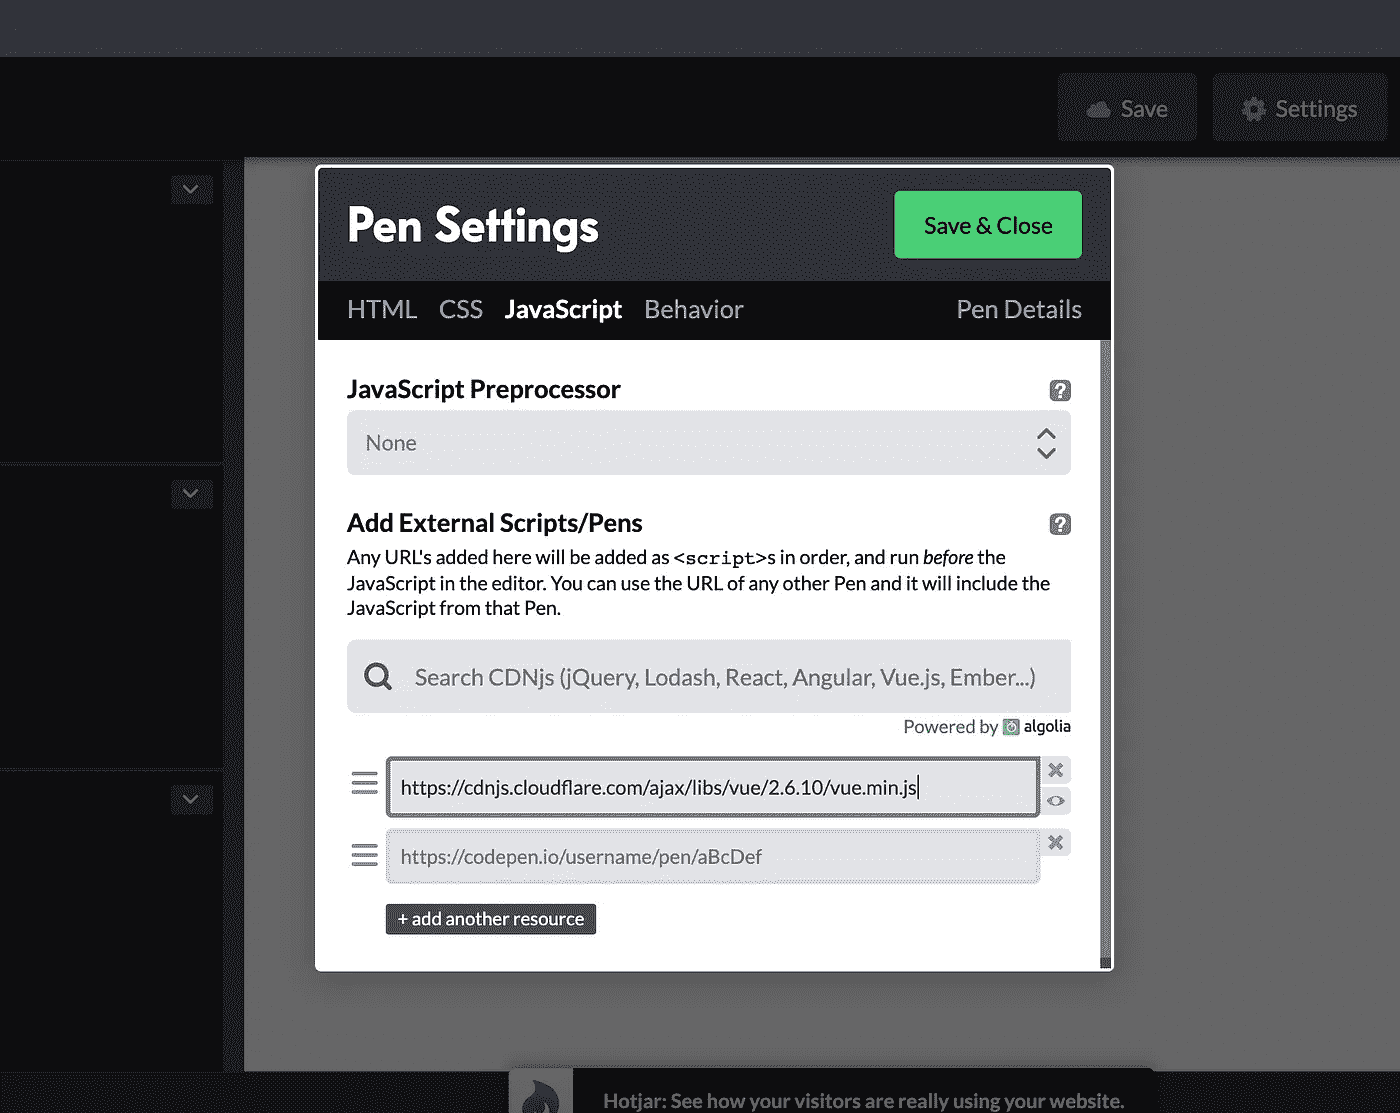 Save
Settings
Pen Settings
Save & Close
HTML CSS JavaScript Behavior Pen Details
JavaScript Preprocessor
?
None
Add External Scripts/Pens
?
Any URL's added here will be added as <script>s in order, and run before the
JavaScript in the editor. You can use the URL of any other Pen and it will include the
JavaScript from that Pen.
Search CDNjs (jQuery, Lodash, React, Angular, Vue.js, Ember...)
Powered by algolia
https://cdnjs.cloudflare.com/ajax/libs/vue/2.6.10/vue.min.js
https://codepen.io/username/pen/aBcDef
+ add another resource
Hotjar: See how your visitors are really using your website.